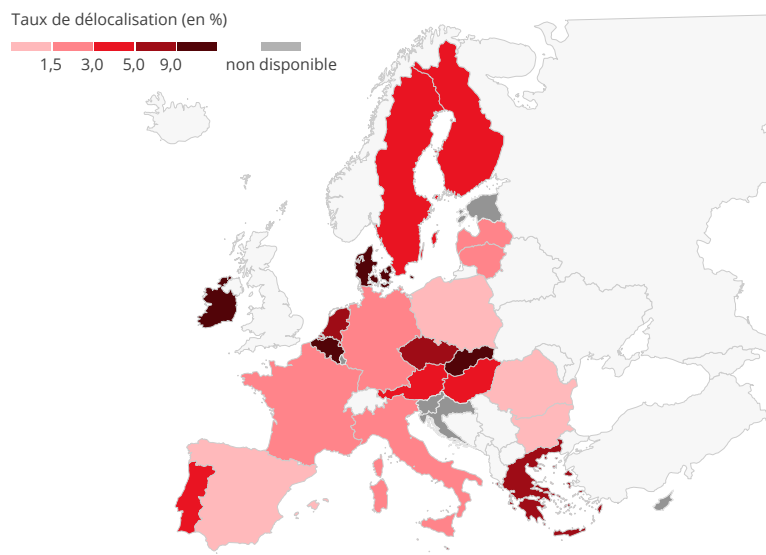 Taux de délocalisation (en %)
1,5 3,0 5,0 9,0 non disponible